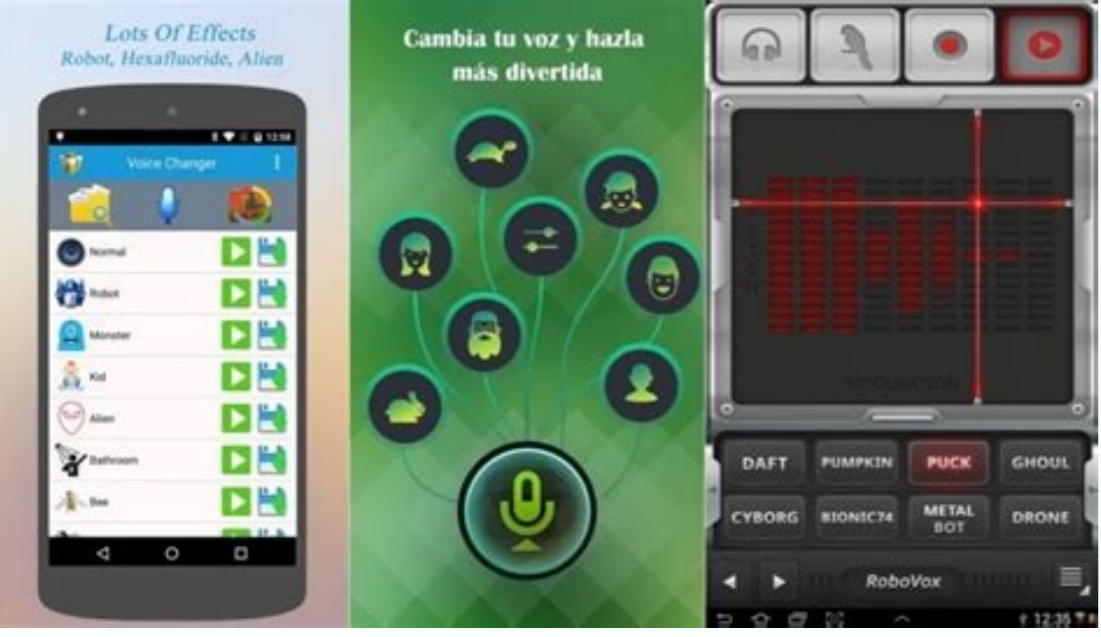 Lots Of Effects
Robot, Hexafluoride, Alien
12:58
Voice Changer
Normal
Robot
Monster
Kid
Alien
Bathroom
Bee
Cambia tu voz y hazla
más divertida
PITCH
MODULATION
DAFT PUMPKIN PUCK GHOUL
CYBORG BIONIC74 METAL BOT DRONE
RoboVox
12:35